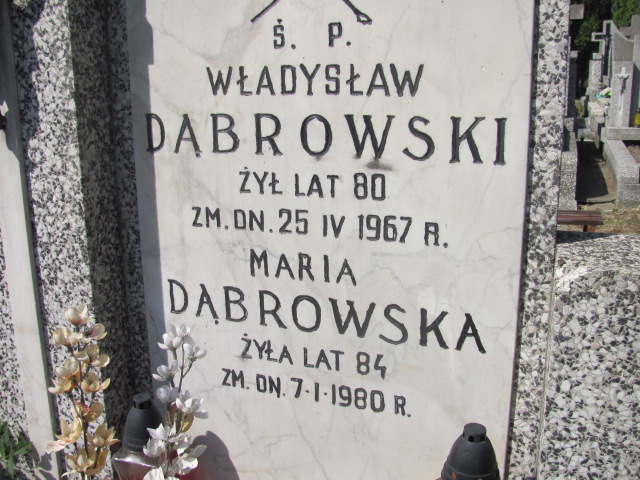 Ś. P.
WŁADYSŁAW
DĄBROWSKI
ŻYŁ LAT 80
ZM. DN. 25 IV 1967 R.
MARIA
DĄBROWSKA
ŻYŁA LAT 84
ZM. DN. 7·I·1980 R.